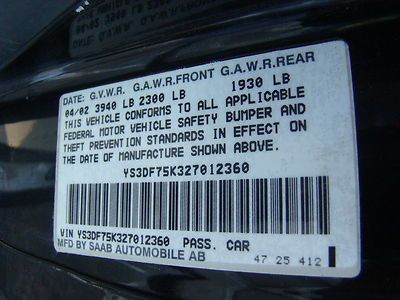 DATE: G.V.W.R. G.A.W.R.FRONT G.A.W.R.REAR
04/02 3940 LB 2300 LB 1930 LB
THIS VEHICLE CONFORMS TO ALL APPLICABLE
FEDERAL MOTOR VEHICLE SAFETY BUMPER AND
THEFT PREVENTION STANDARDS IN EFFECT ON
THE DATE OF MANUFACTURE SHOWN ABOVE.
YS3DF75K327012360
VIN YS3DF75K327012360 PASS. CAR
MFD BY SAAB AUTOMOBILE AB
47 25 412